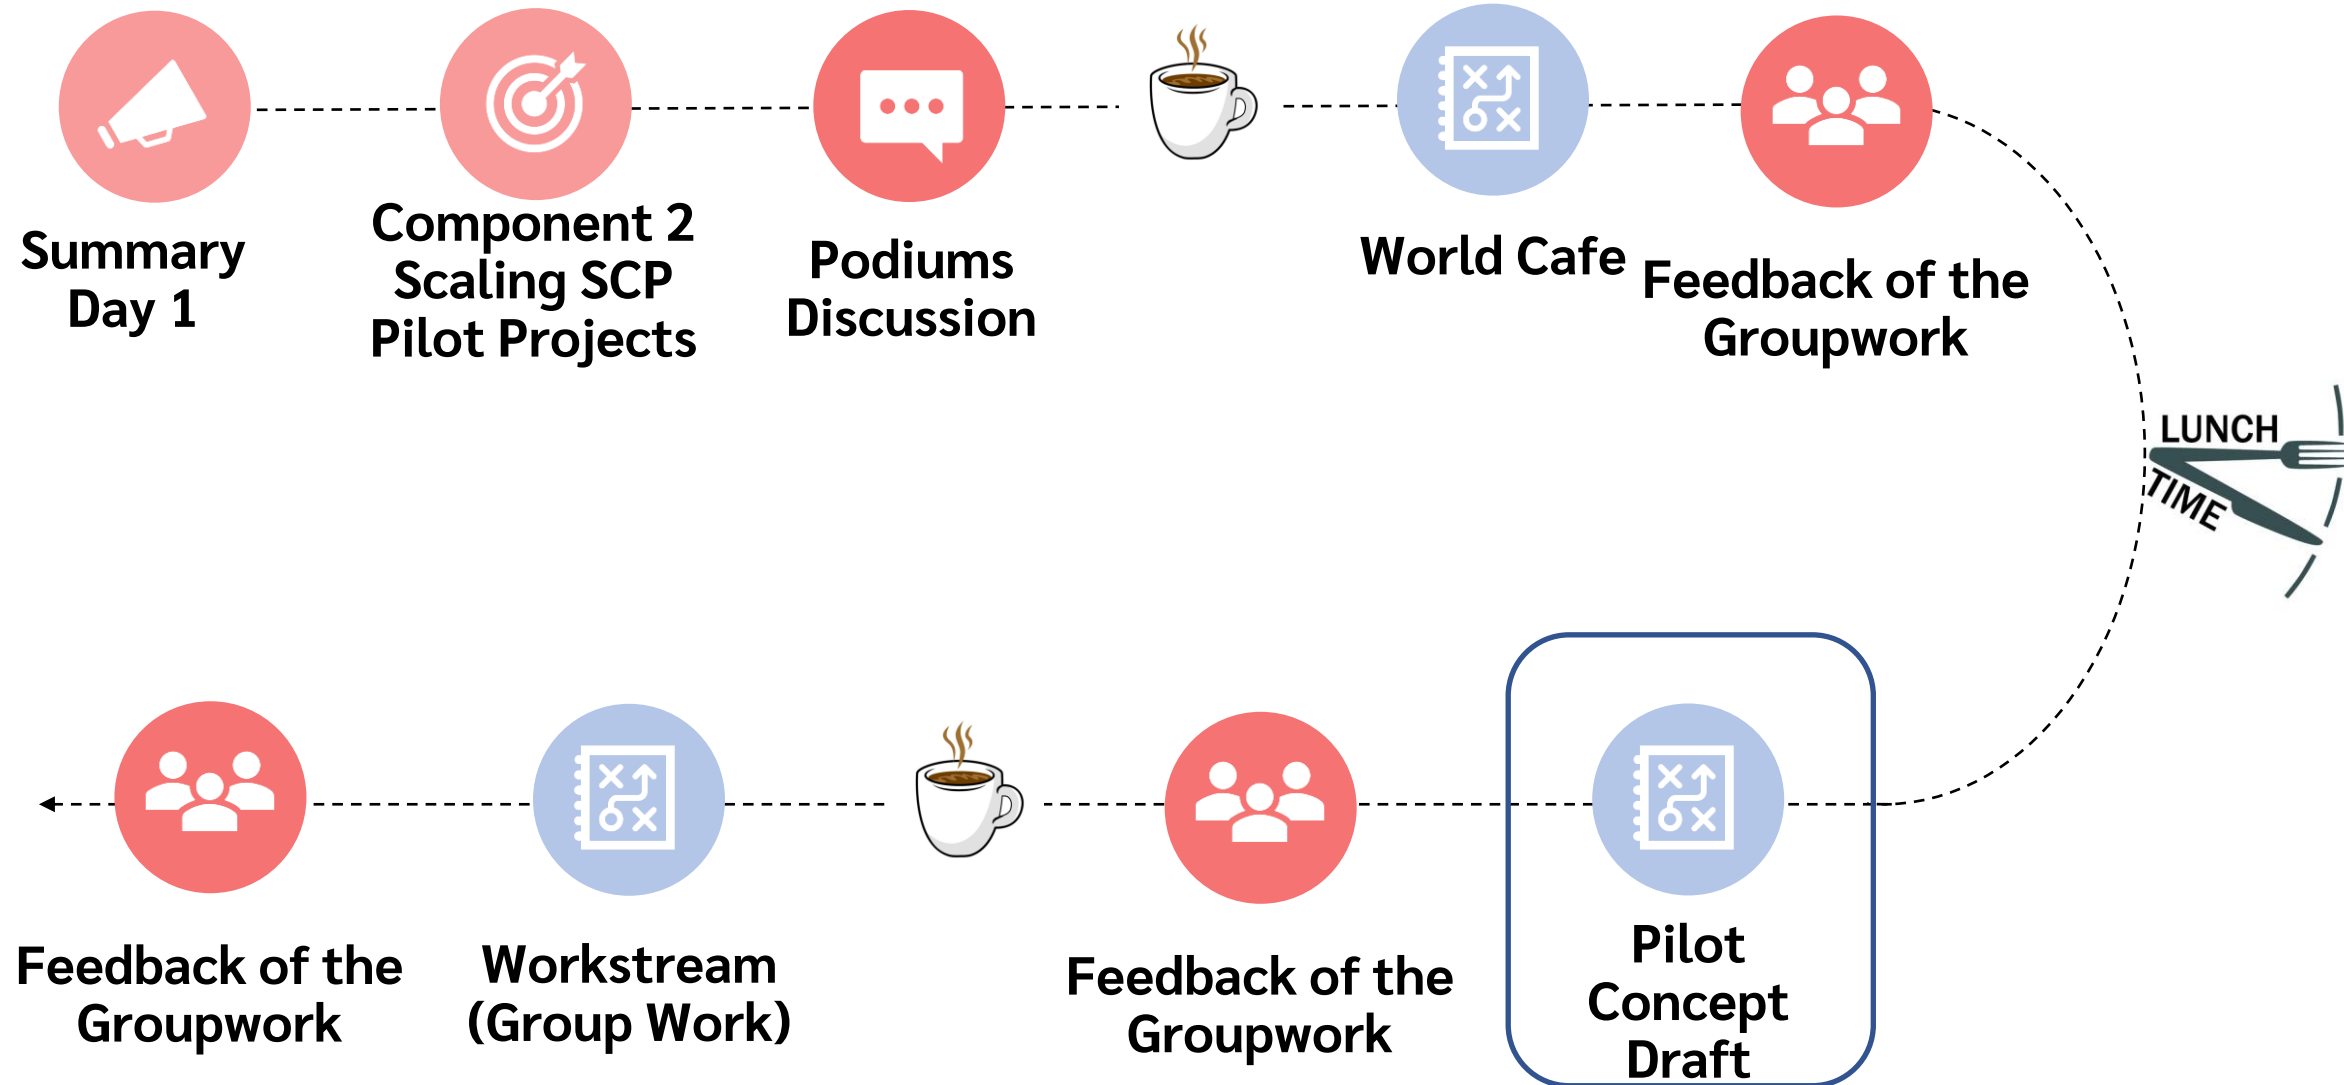 Summary
Day 1
Component 2
Scaling SCP
Pilot Projects
Podiums
Discussion
World Cafe
Feedback of the
Groupwork
LUNCH
TIME
Pilot
Concept
Draft
Feedback of the
Groupwork
Workstream
(Group Work)
Feedback of the
Groupwork